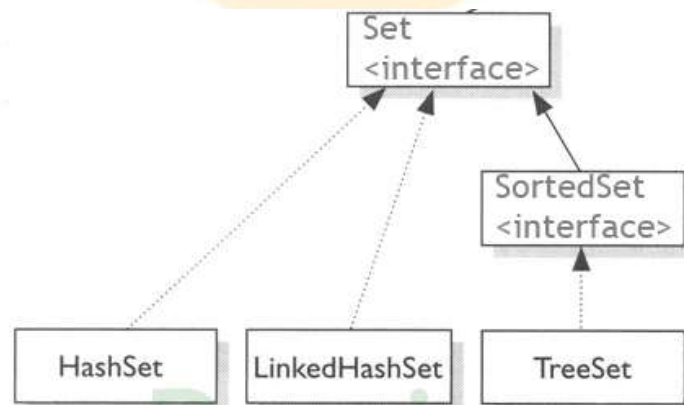 Set
<interface>
SortedSet
<interface>
HashSet
LinkedHashSet
TreeSet